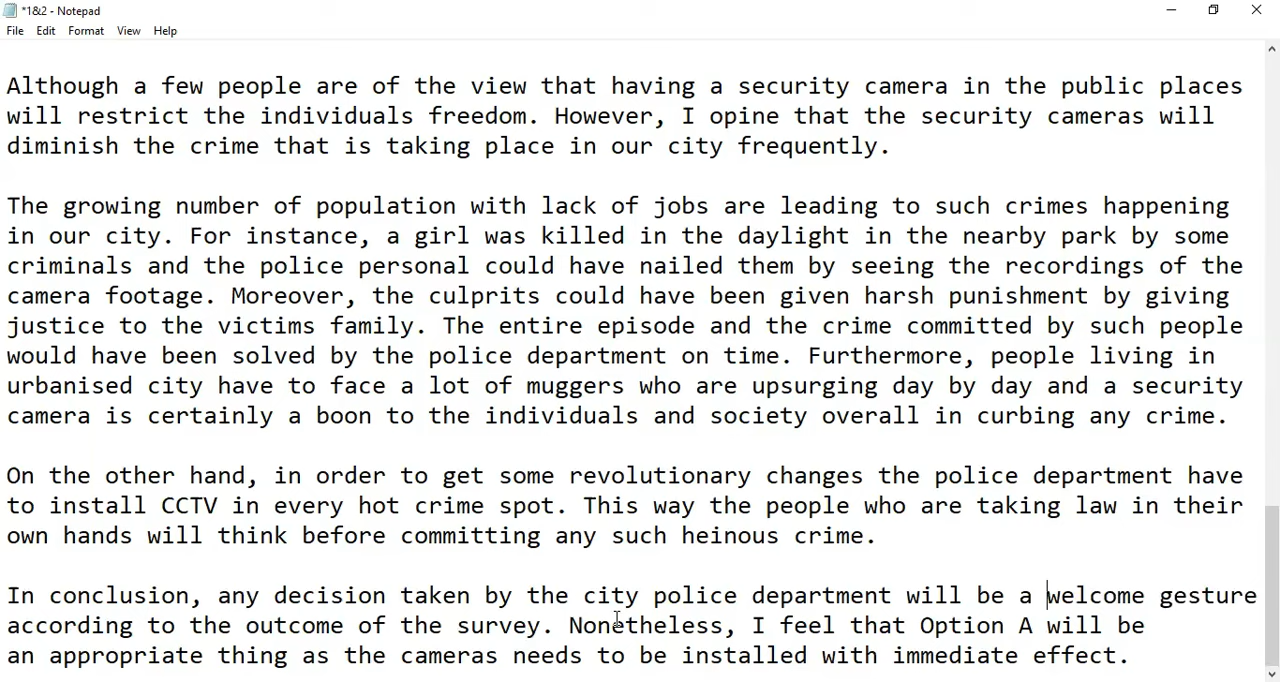 *1&2 - Notepad
File Edit Format View Help
Although a few people are of the view that having a security camera in the public places
will restrict the individuals freedom. However, I opine that the security cameras will
diminish the crime that is taking place in our city frequently.
The growing number of population with lack of jobs are leading to such crimes happening
in our city. For instance, a girl was killed in the daylight in the nearby park by some
criminals and the police personal could have nailed them by seeing the recordings of the
camera footage. Moreover, the culprits could have been given harsh punishment by giving
justice to the victims family. The entire episode and the crime committed by such people
would have been solved by the police department on time. Furthermore, people living in
urbanised city have to face a lot of muggers who are upsurging day by day and a security
camera is certainly a boon to the individuals and society overall in curbing any crime.
On the other hand, in order to get some revolutionary changes the police department have
to install CCTV in every hot crime spot. This way the people who are taking law in their
own hands will think before committing any such heinous crime.
In conclusion, any decision taken by the city police department will be a welcome gesture
according to the outcome of the survey. Nonetheless, I feel that Option A will be
an appropriate thing as the cameras needs to be installed with immediate effect.